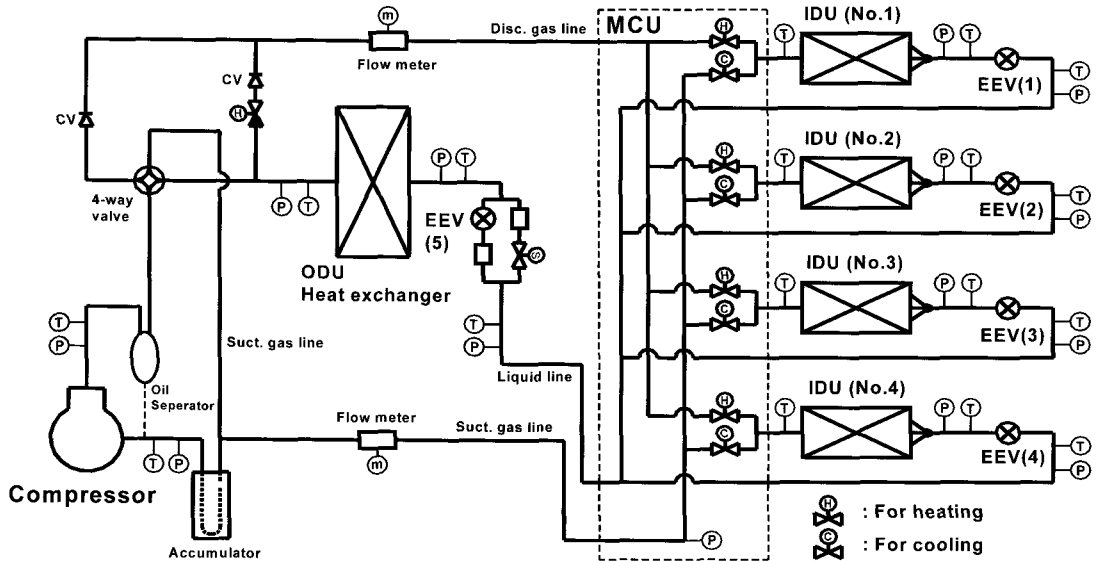 m
Disc. gas line
MCU
H
T
IDU (No.1)
P
T
Flow meter
CV
EEV(1)
T
C
P
CV
H
IDU (No.2)
H
T
P
T
C
T
4-way
valve
P
T
P
T
EEV
(5)
S
EEV(2)
P
IDU (No.3)
ODU
Heat exchanger
H
T
P
T
C
T
T
P
Suct. gas line
T
P
EEV(3)
P
Liquid line
IDU (No.4)
Oil
Seperator
H
T
P
T
Flow meter
Suct. gas line
C
T
T
P
m
EEV(4)
P
Compressor
H
: For heating
P
C
: For cooling
Accumulator